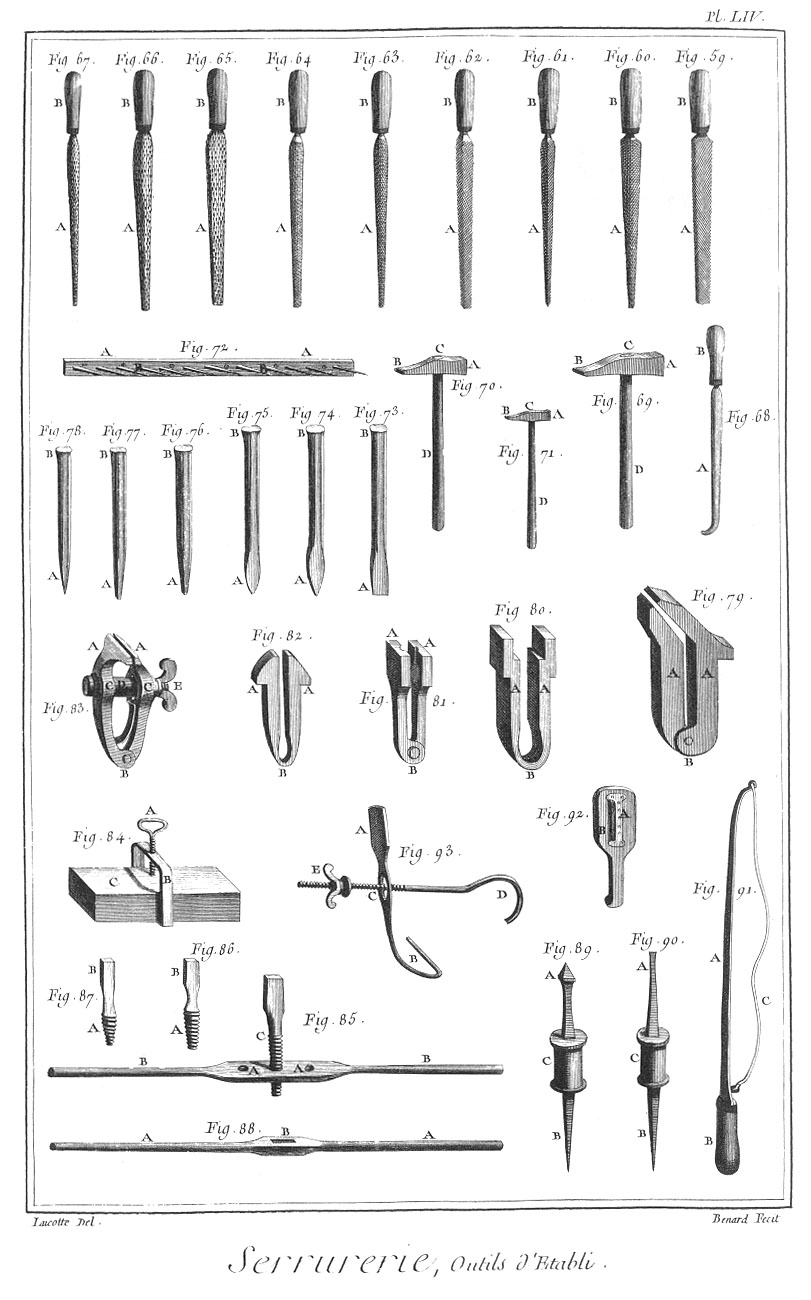 Pl. LIV.
Fig. 67. Fig. 66. Fig. 65. Fig. 64 Fig. 63. Fig. 62. Fig. 61. Fig. 60. Fig. 59.
B B B B B B B B B
A A A A A A A A A
Fig. 72.
A A
B B
C
B A
Fig. 70.
D
C
B A
Fig. 71.
D
C
B A
Fig. 69.
D
B
Fig. 68.
A
Fig. 78. Fig. 77. Fig. 76. Fig. 75. Fig. 74. Fig. 73.
B B B B B B
A A A A A A
Fig. 83.
A A
C D C E
B
Fig. 82.
A A
B
Fig. 81.
A A
B
Fig. 80.
A A
B
Fig. 79.
A A
B
Fig. 84.
A
C B
Fig. 93.
A
E C D
B
Fig. 92.
B A
Fig. 91.
A
C
B
Fig. 87.
B
A
Fig. 86.
B
A
Fig. 85.
C
B A A B
Fig. 88.
A B A
Fig. 89.
A
C
B
Fig. 90.
A
C
B
Lucotte Del.
Benard Fecit
Serrurerie, Outils d'Etabli.